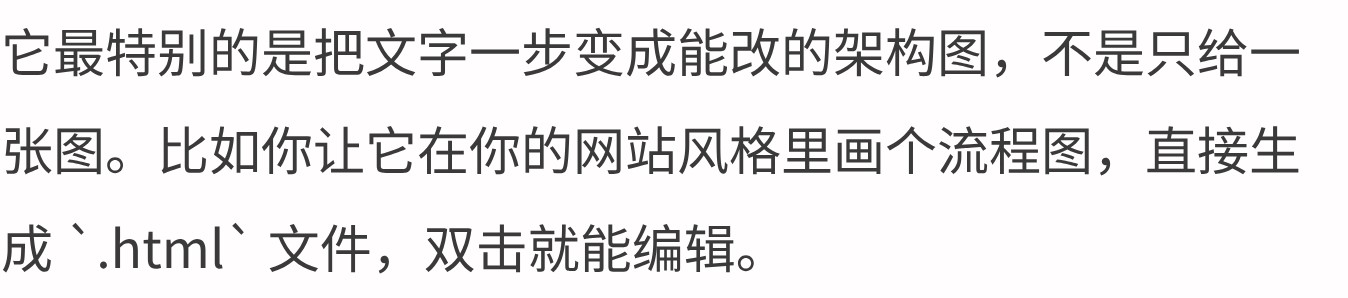 它最特别的是把文字一步变成能改的架构图，不是只给一
张图。比如你让它在你的网站风格里画个流程图，直接生
成 `.html` 文件，双击就能编辑。